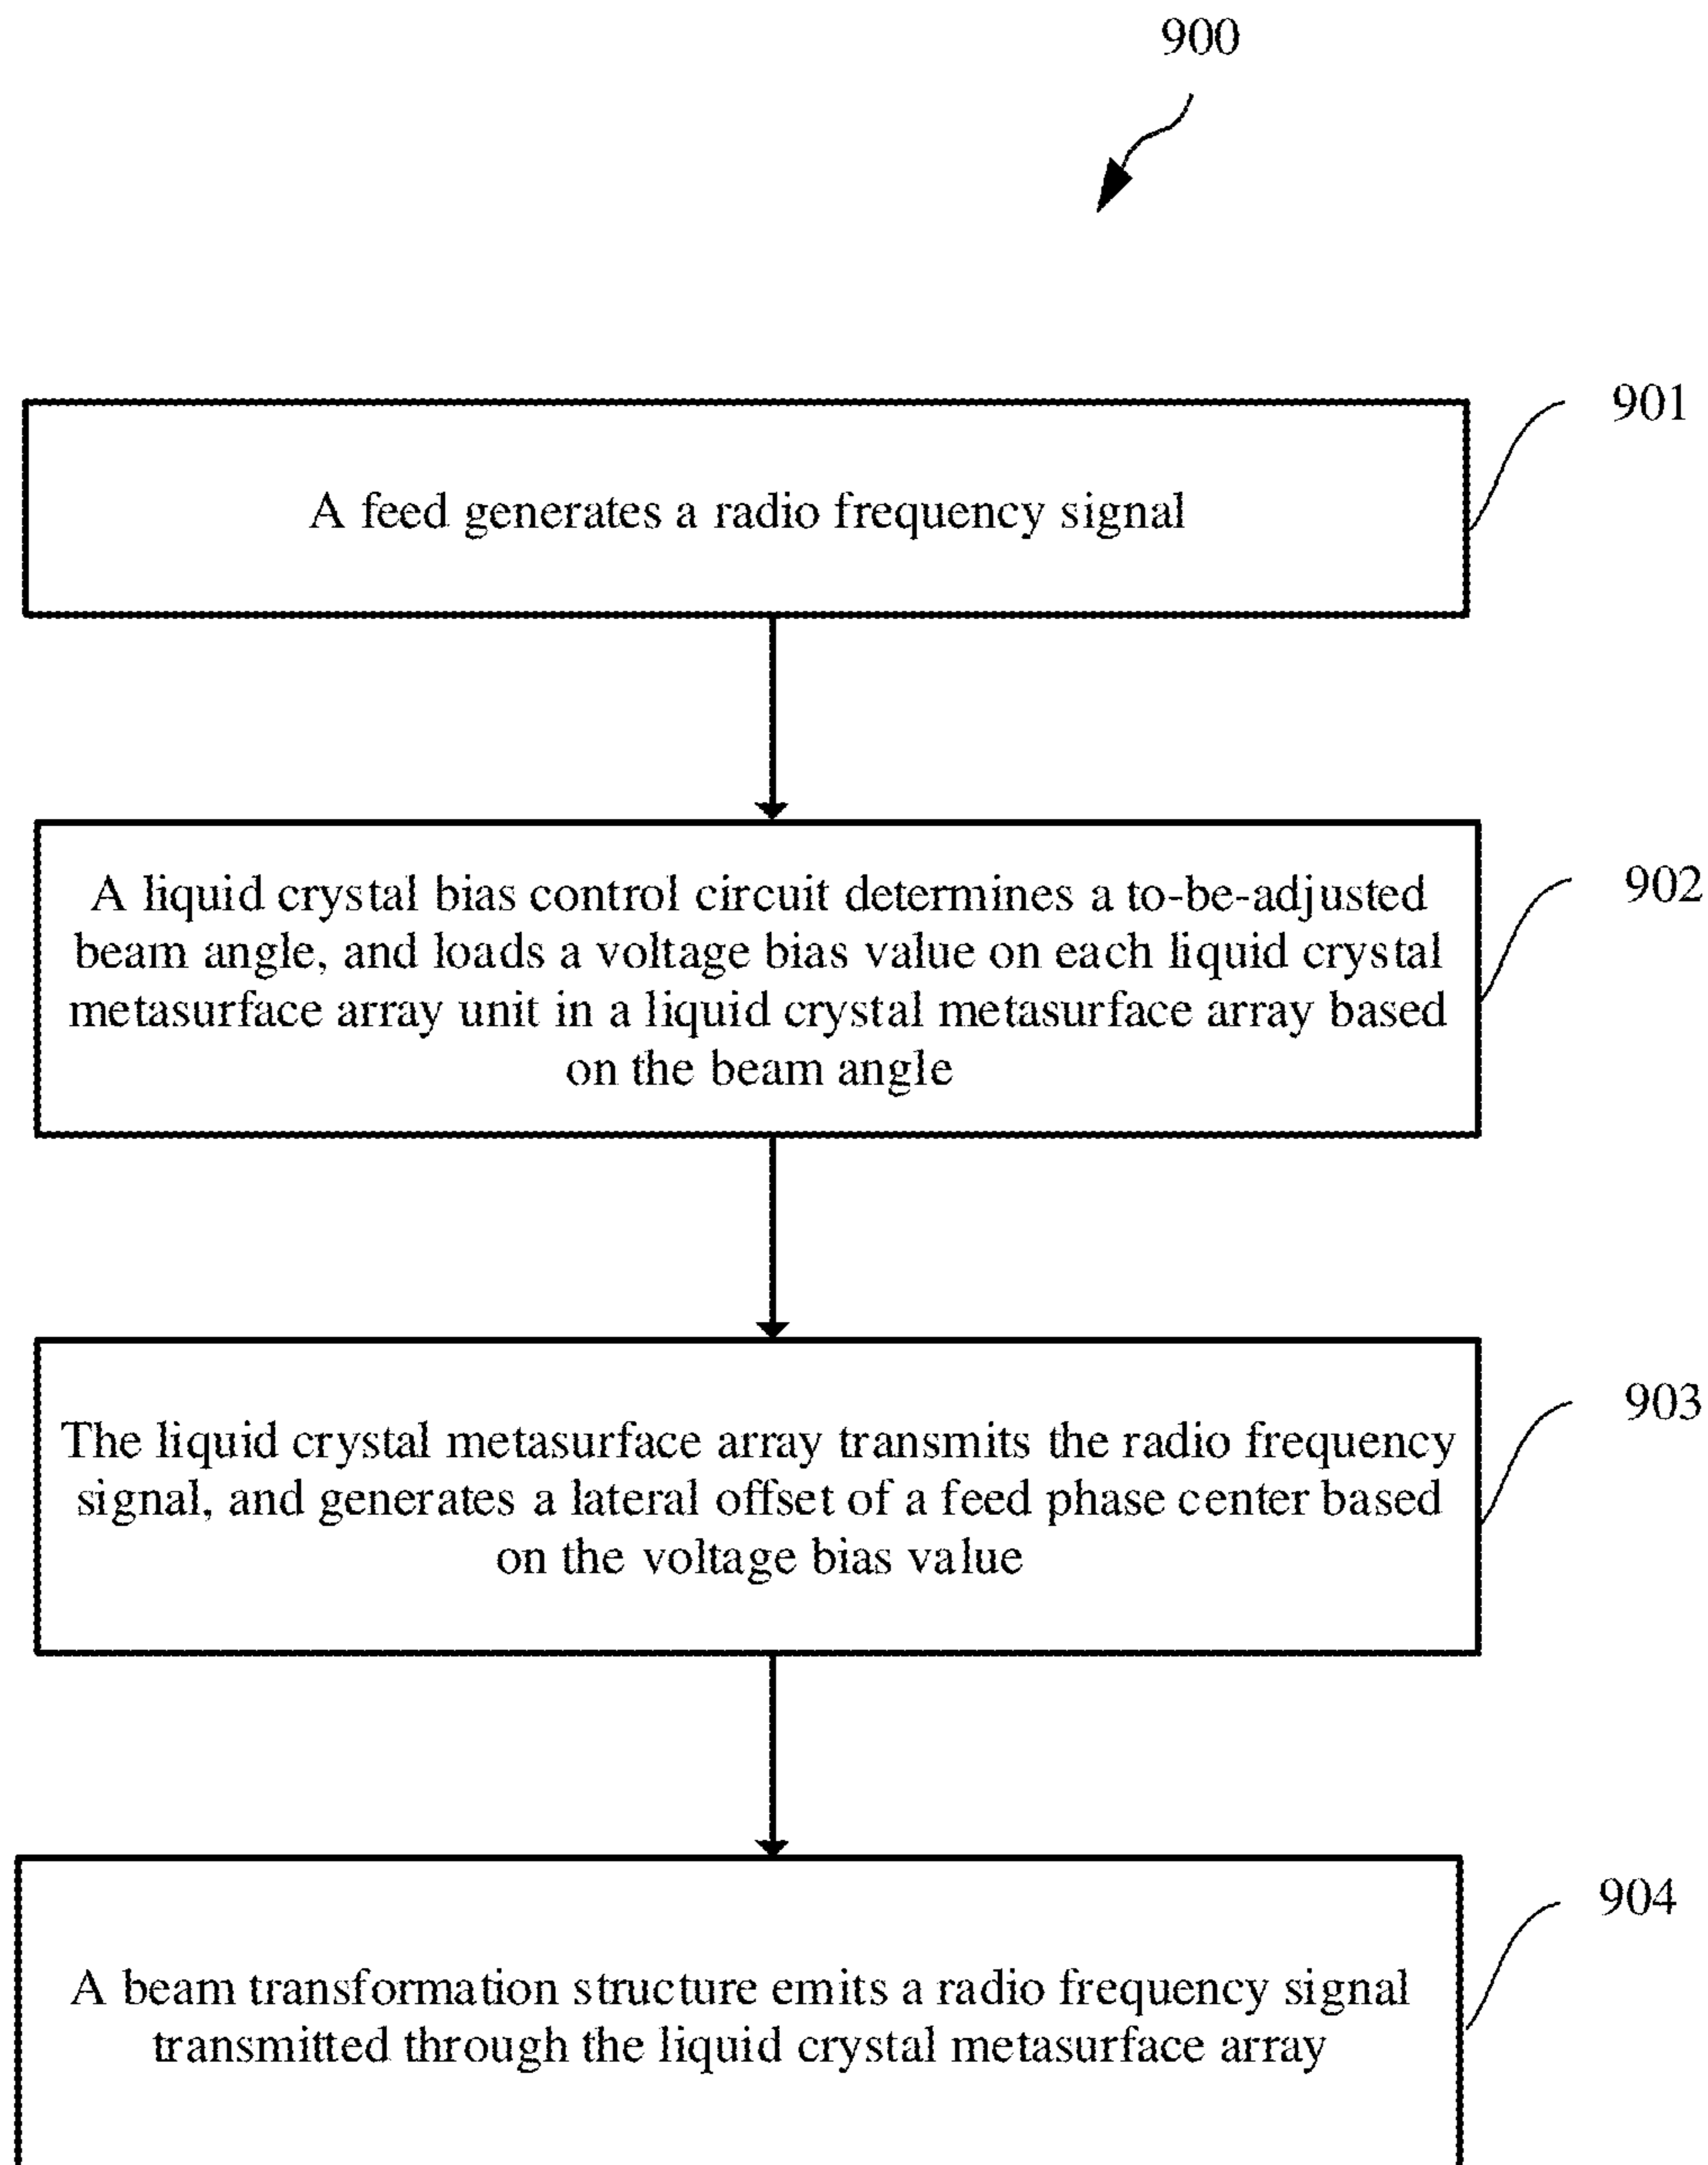 900
901
A feed generates a radio frequency signal
902
A liquid crystal bias control circuit determines a to-be-adjusted
beam angle, and loads a voltage bias value on each liquid crystal
metasurface array unit in a liquid crystal metasurface array based
on the beam angle
903
The liquid crystal metasurface array transmits the radio frequency
signal, and generates a lateral offset of a feed phase center based
on the voltage bias value
904
A beam transformation structure emits a radio frequency signal
transmitted through the liquid crystal metasurface array